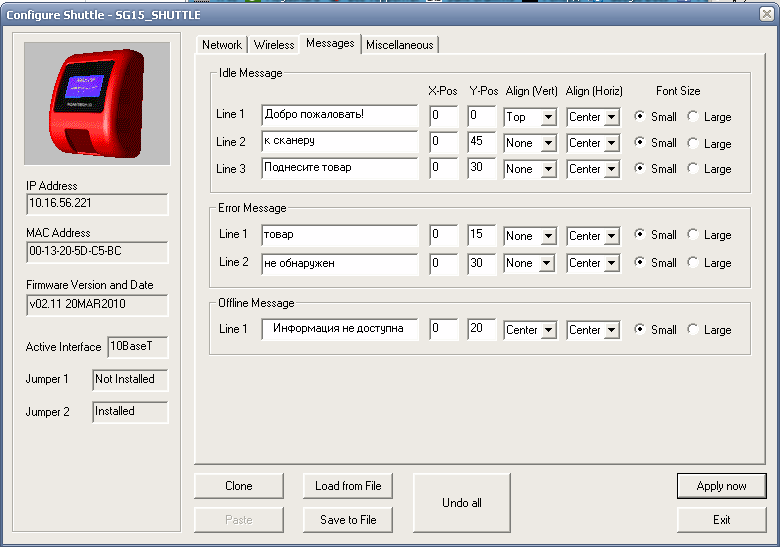 Configure Shuttle - SG15_SHUTTLE
Network Wireless Messages Miscellaneous
Idle Message
X-Pos Y-Pos Align (Vert) Align (Horiz) Font Size
Line 1 Добро пожаловать! 0 0 Top Center Small Large
Line 2 к сканеру 0 45 None Center Small Large
Line 3 Поднесите товар 0 30 None Center Small Large
Error Message
Line 1 товар 0 15 None Center Small Large
Line 2 не обнаружен 0 30 None Center Small Large
Offline Message
Line 1 Информация не доступна 0 20 Center Center Small Large
IP Address
10.16.56.221
MAC Address
00-13-20-5D-C5-BC
Firmware Version and Date
v02.11 20MAR2010
Active Interface 10BaseT
Jumper 1 Not Installed
Jumper 2 Installed
Clone Load from File Undo all Apply now
Paste Save to File Exit